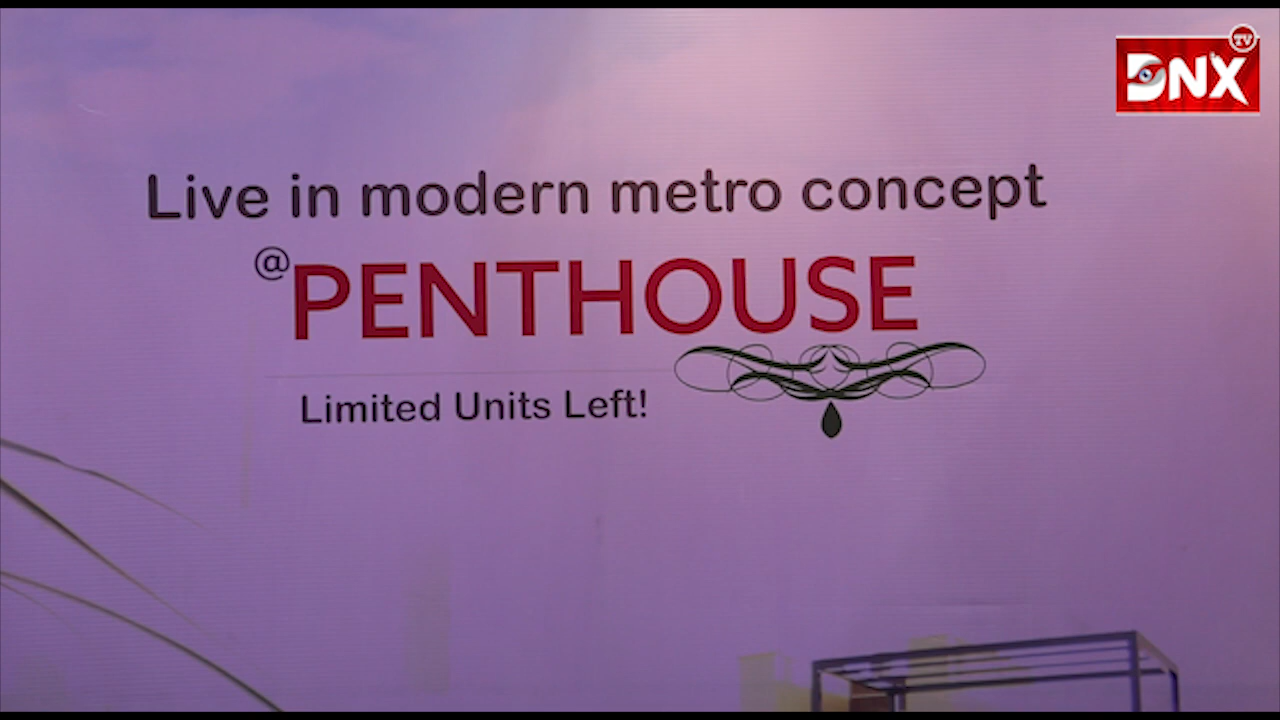 DNX TV
Live in modern metro concept
@PENTHOUSE
Limited Units Left!